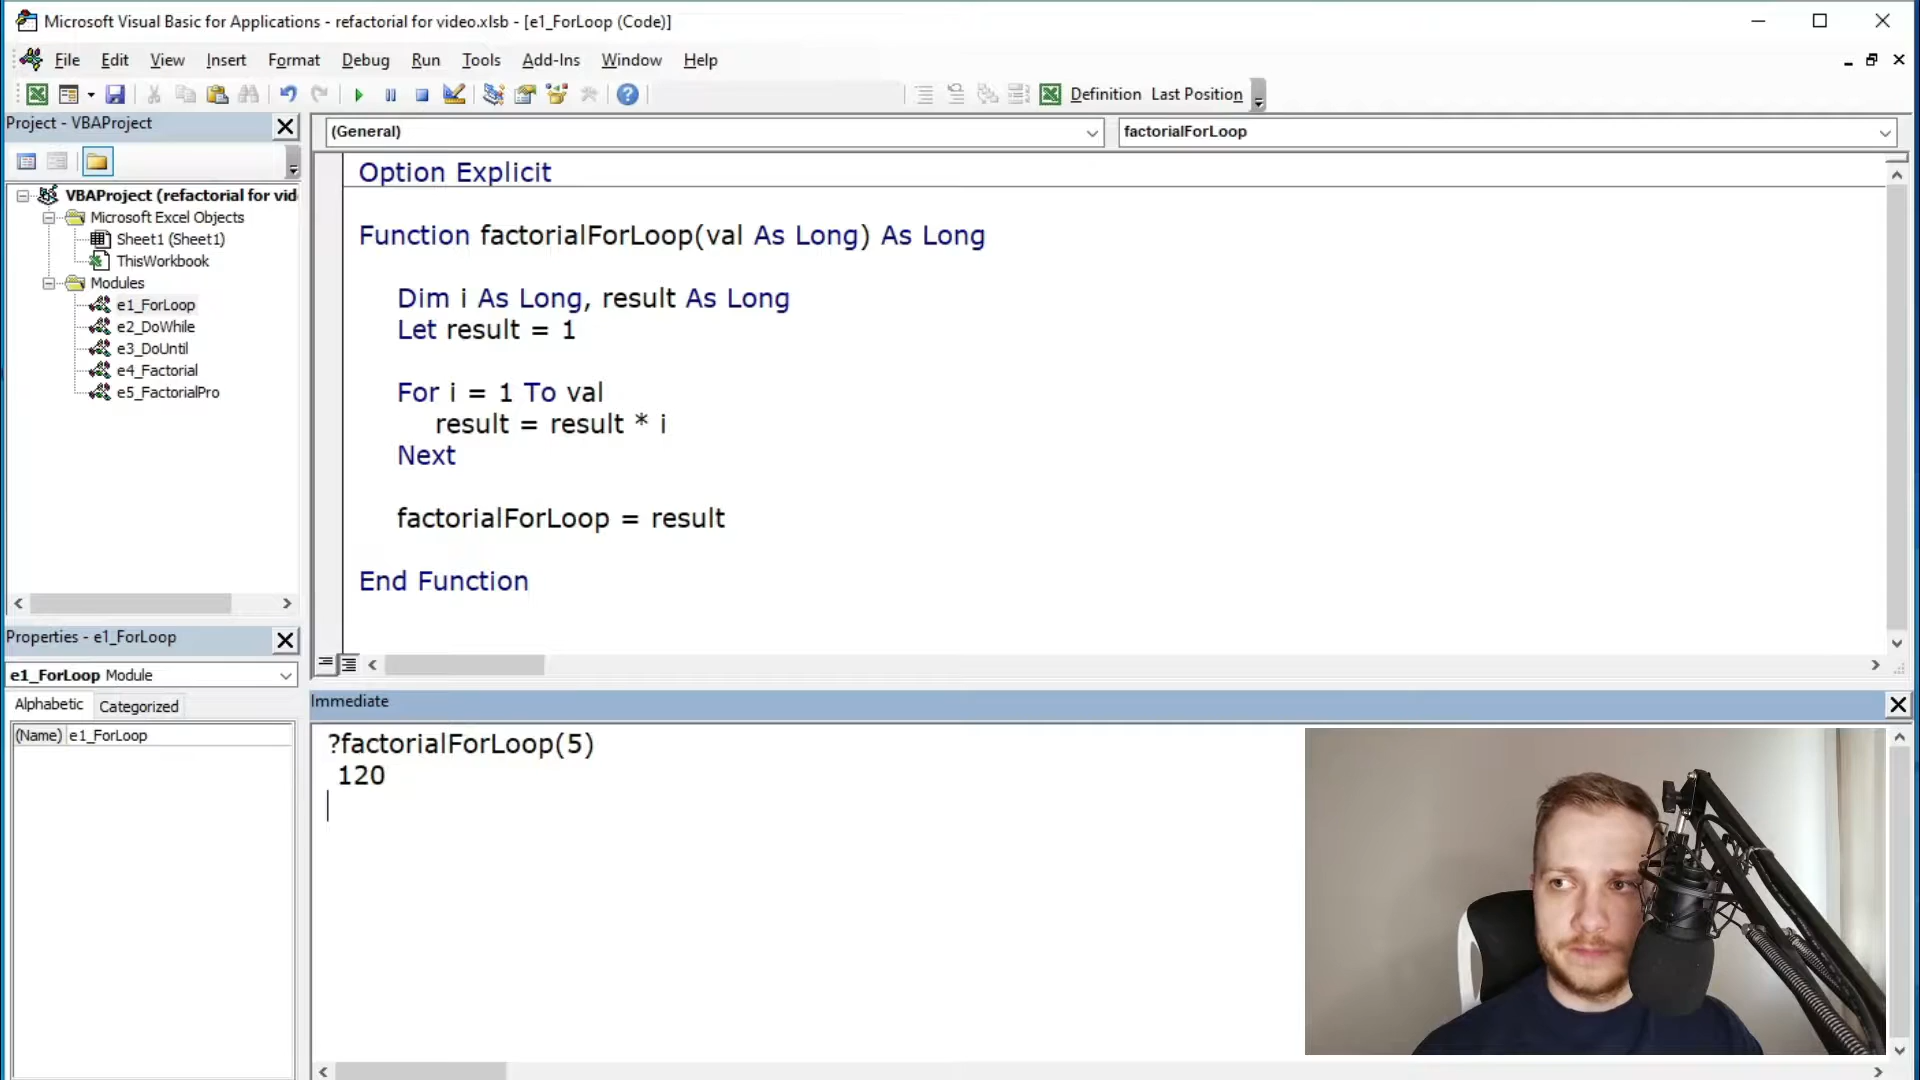 Microsoft Visual Basic for Applications - refactorial for video.xlsb - [e1_ForLoop (Code)]
File Edit View Insert Format Debug Run Tools Add-Ins Window Help
Definition Last Position
Project - VBAProject
(General)
factorialForLoop
VBAProject (refactorial for vid
Microsoft Excel Objects
Sheet1 (Sheet1)
ThisWorkbook
Modules
e1_ForLoop
e2_DoWhile
e3_DoUntil
e4_Factorial
e5_FactorialPro
Option Explicit
Function factorialForLoop(val As Long) As Long
Dim i As Long, result As Long
Let result = 1
For i = 1 To val
result = result * i
Next
factorialForLoop = result
End Function
Properties - e1_ForLoop
e1_ForLoop Module
Alphabetic Categorized
(Name) e1_ForLoop
Immediate
?factorialForLoop(5)
120